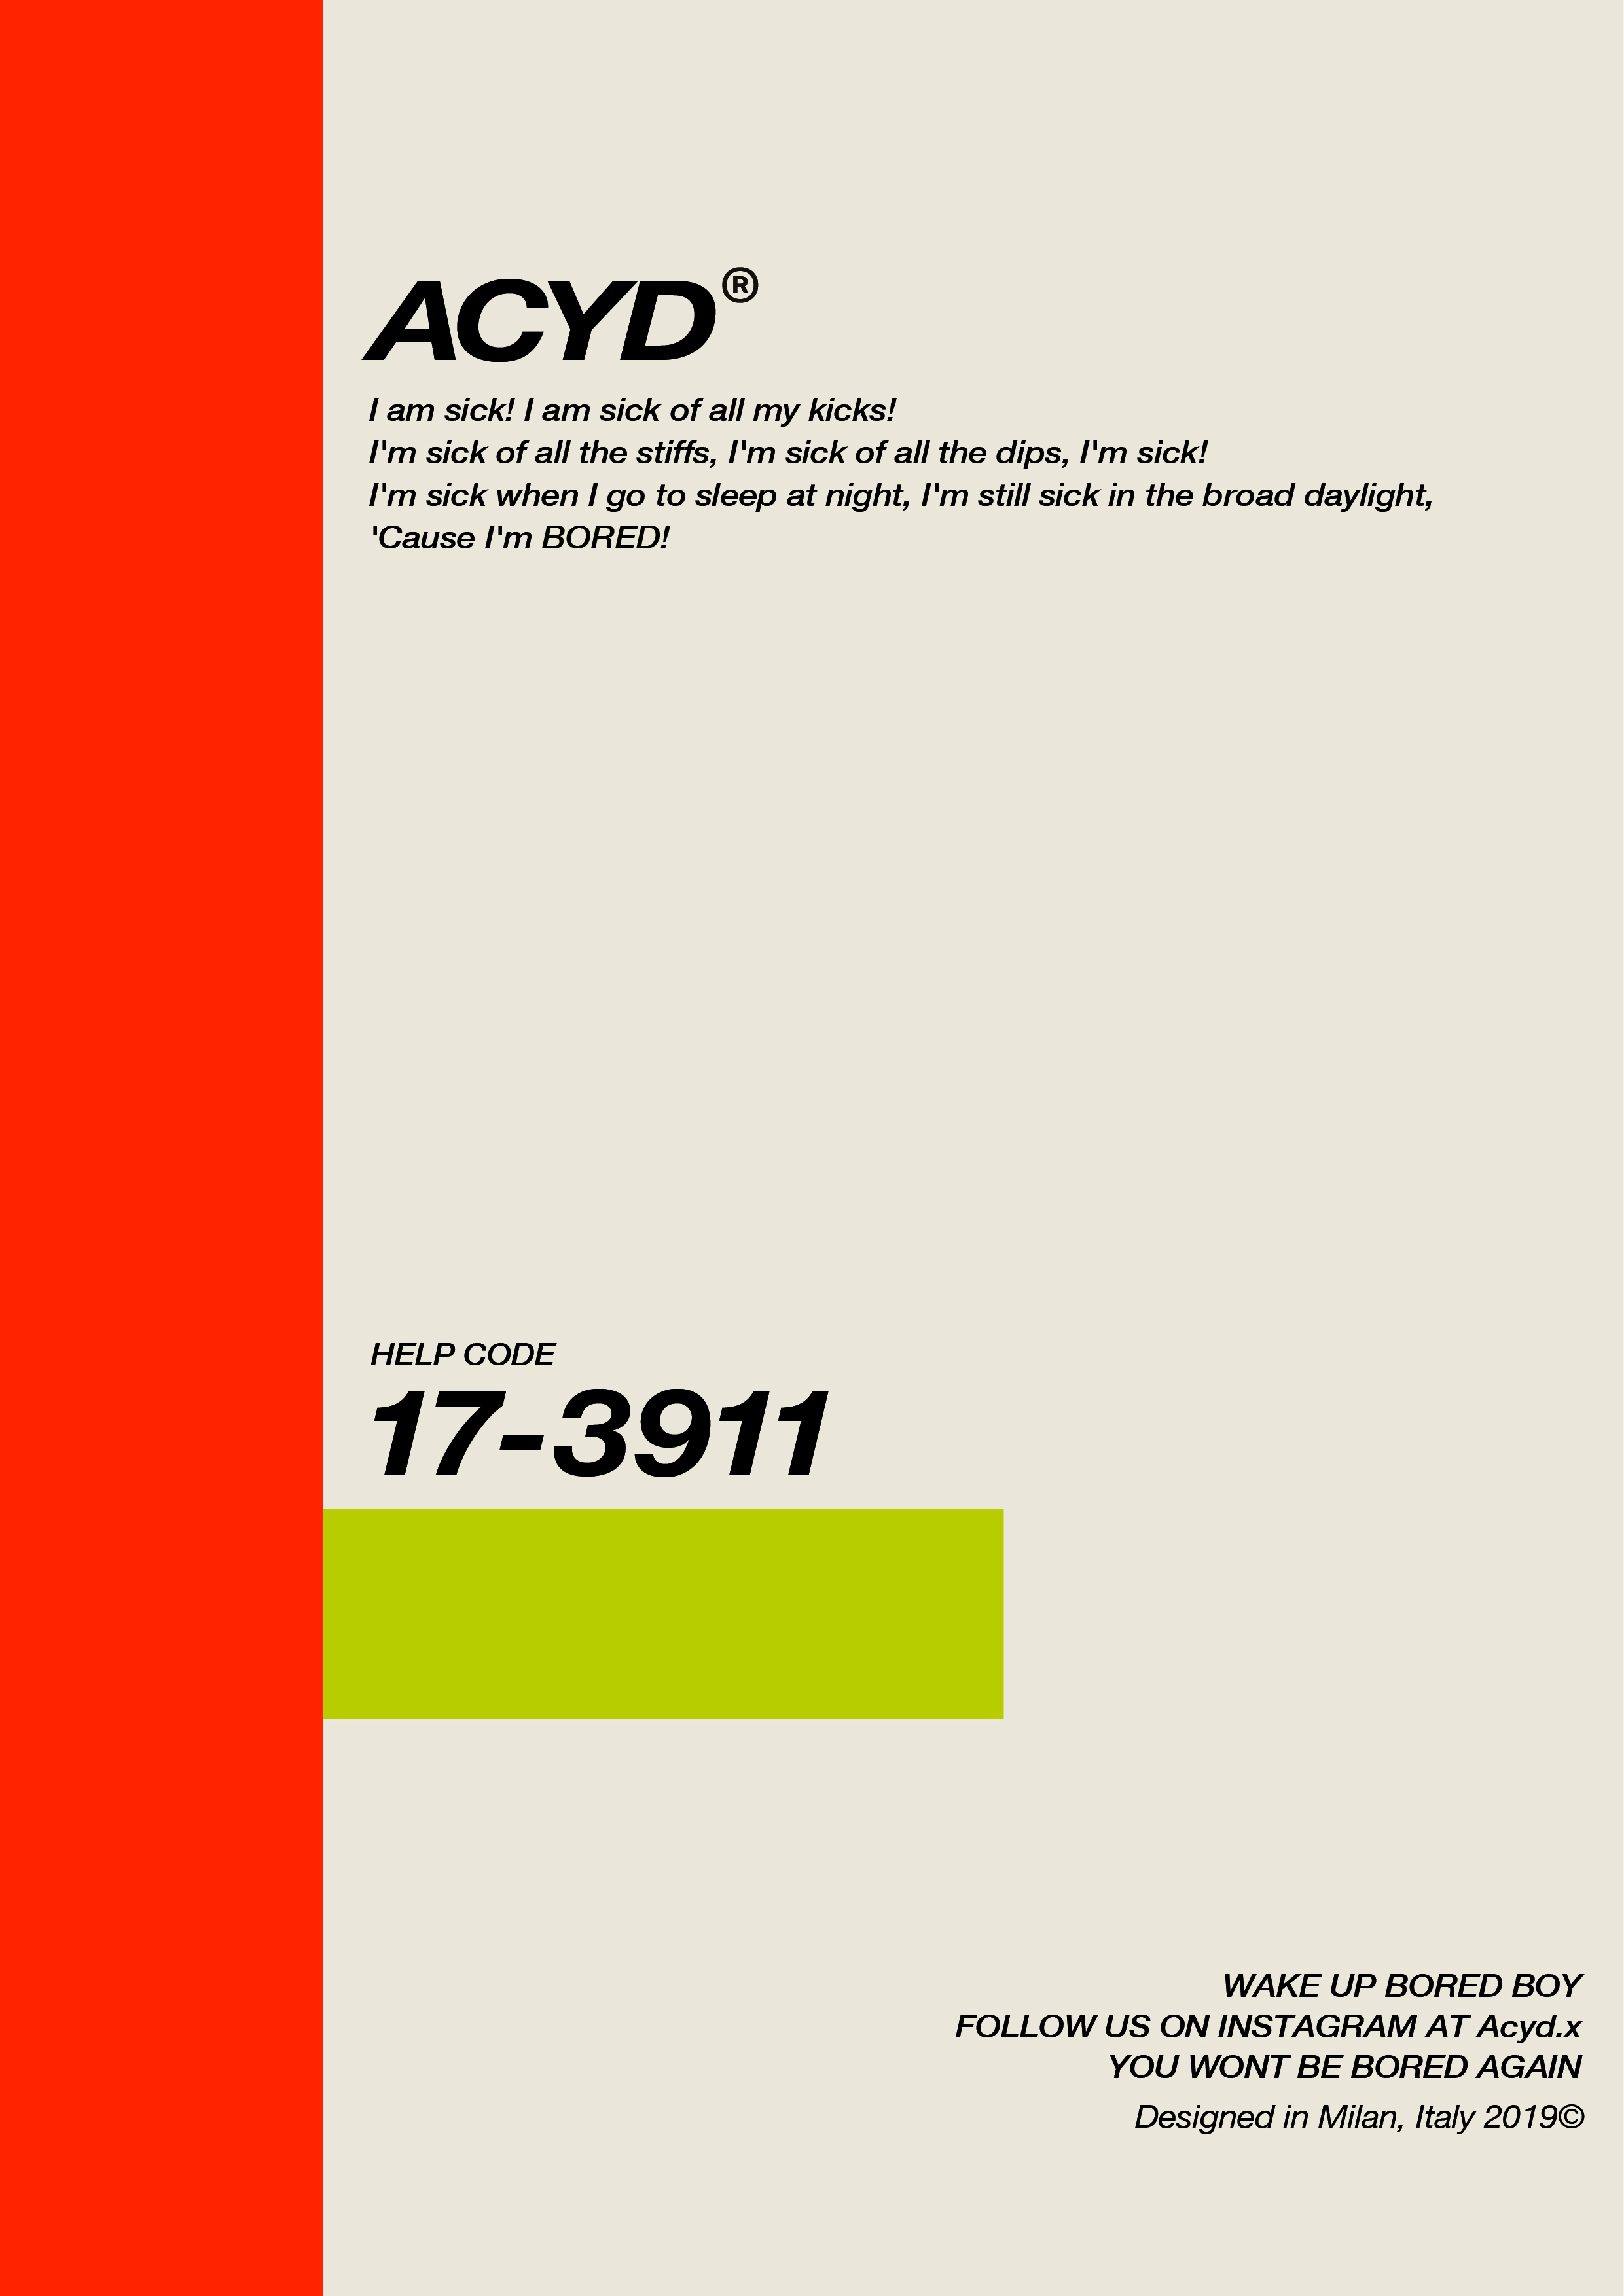 ACYD®
I am sick! I am sick of all my kicks!
I'm sick of all the stiffs, I'm sick of all the dips, I'm sick!
I'm sick when I go to sleep at night, I'm still sick in the broad daylight,
'Cause I'm BORED!
HELP CODE
17-3911
WAKE UP BORED BOY
FOLLOW US ON INSTAGRAM AT Acyd.x
YOU WONT BE BORED AGAIN
Designed in Milan, Italy 2019©